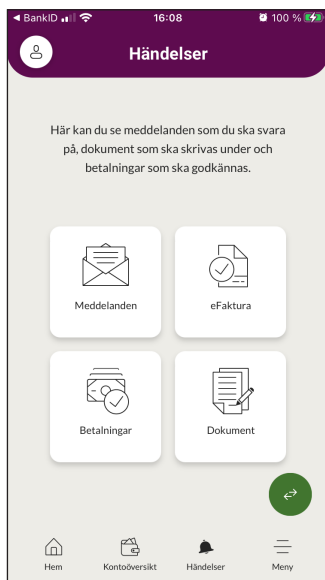 ◀ BankID 16:08 100 %
Händelser
Här kan du se meddelanden som du ska svara
på, dokument som ska skrivas under och
betalningar som ska godkännas.
Meddelanden eFaktura
Betalningar Dokument
Hem Kontoöversikt Händelser Meny